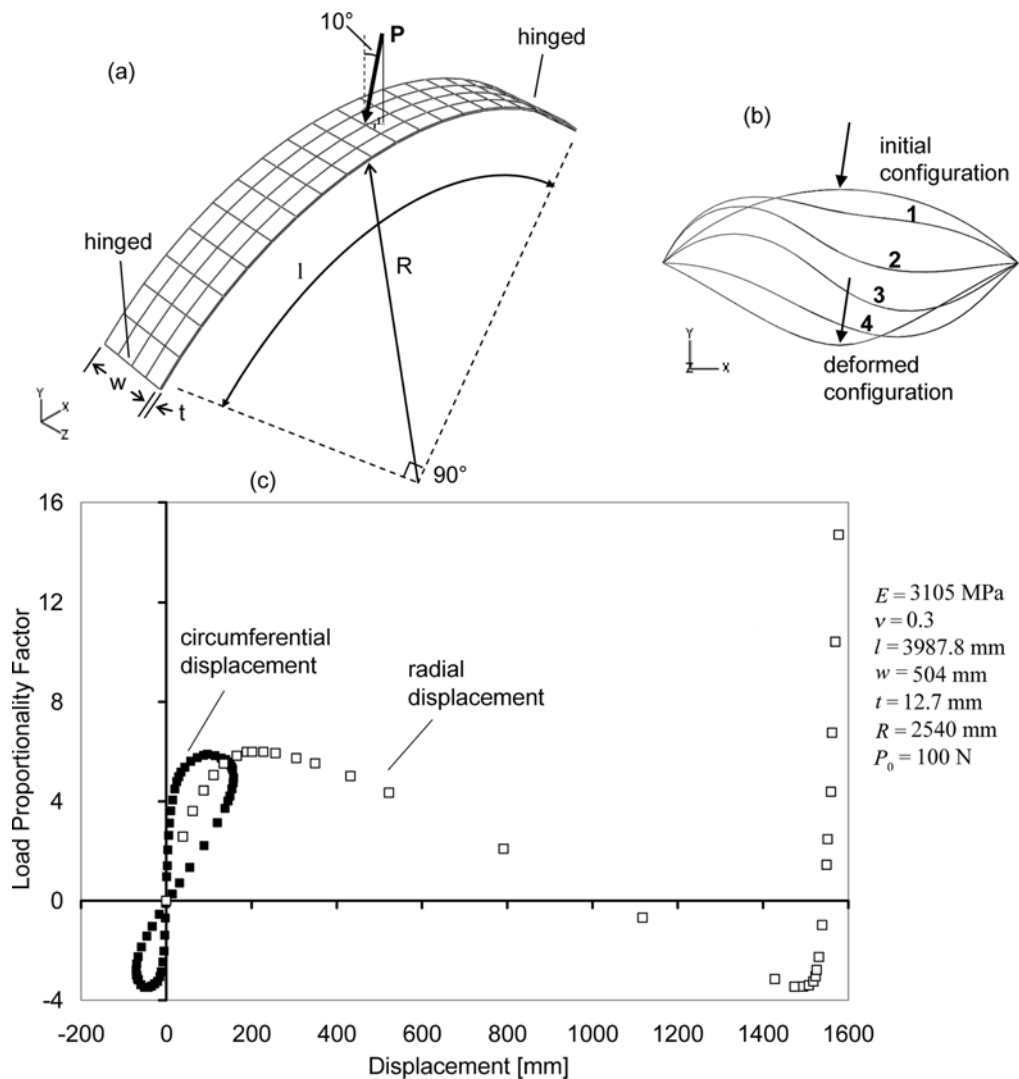 (a)
10°
P
hinged
hinged
l
R
w
t
90°
Y
X
Z
(b)
initial
configuration
1
2
3
4
deformed
configuration
Y
Z
X
(c)
Load Proportionality Factor
16
12
8
4
0
-4
circumferential
displacement
radial
displacement
-200
0
200
400
600
800
1000
1200
1400
1600
Displacement [mm]
E = 3105 MPa
ν = 0.3
l = 3987.8 mm
w = 504 mm
t = 12.7 mm
R = 2540 mm
P₀ = 100 N